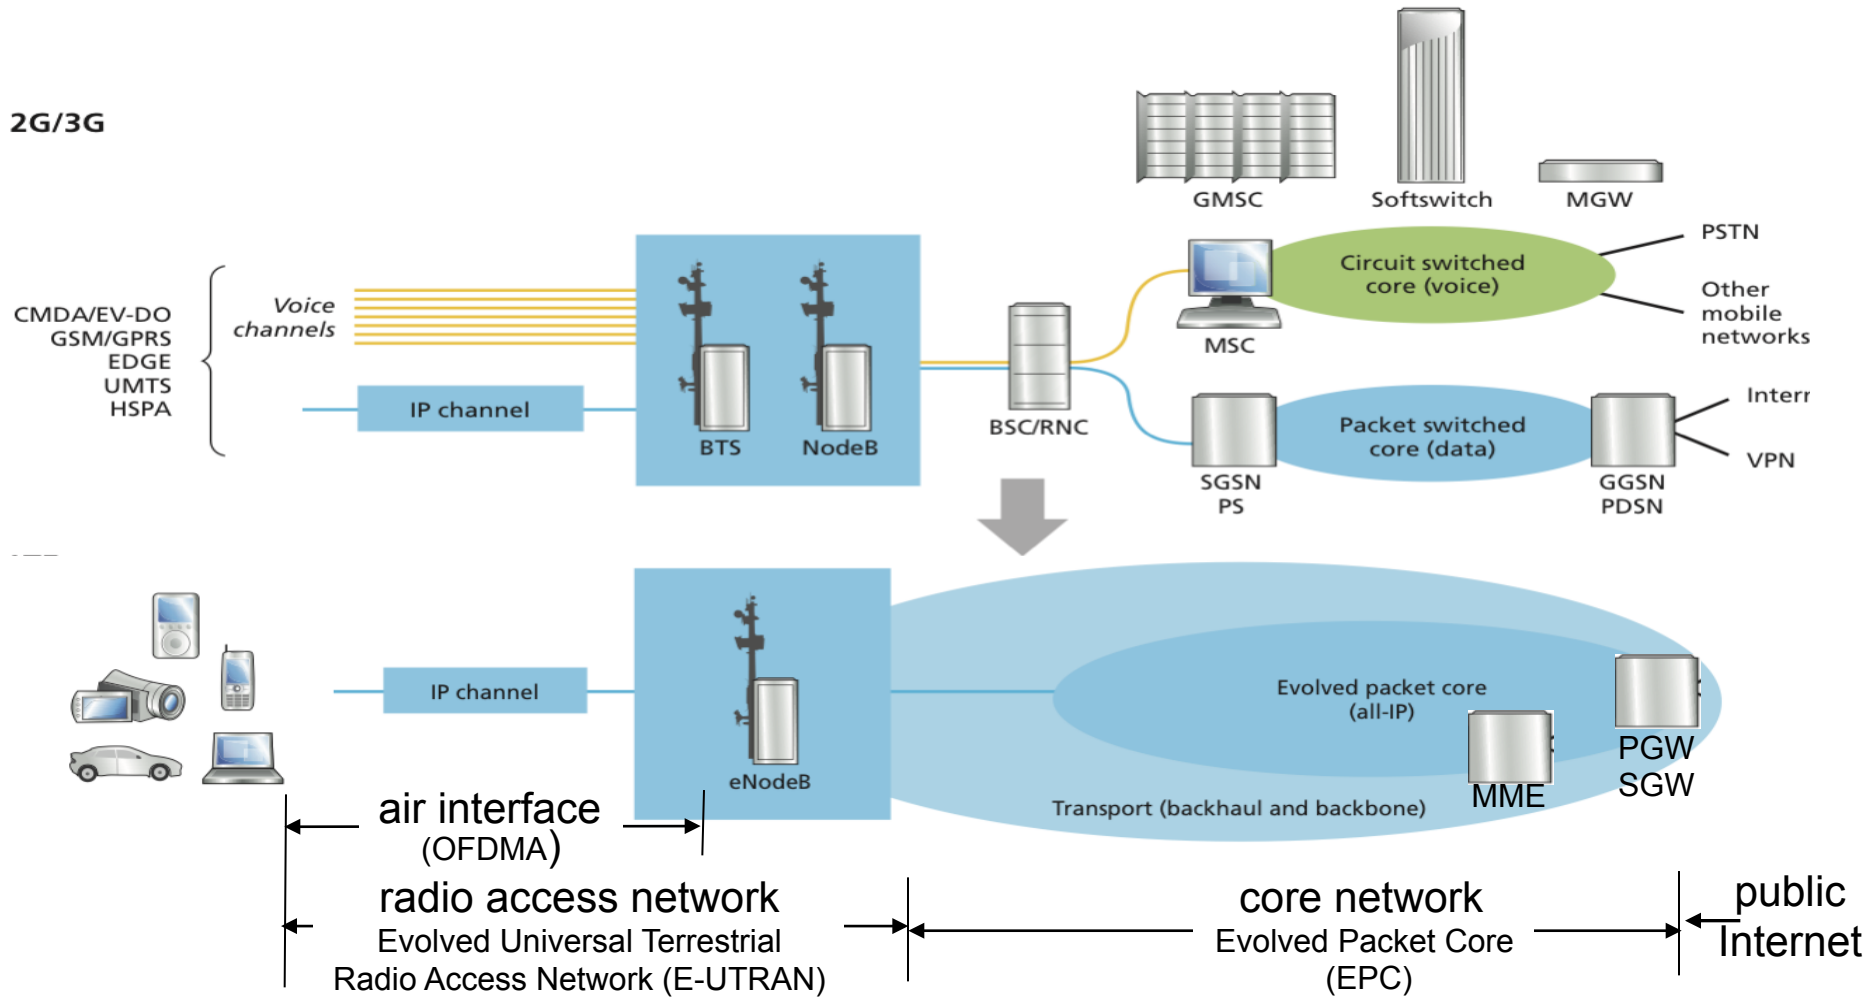 2G/3G
GMSC
Softswitch
MGW
CMDA/EV-DO
GSM/GPRS
EDGE
UMTS
HSPA
Voice
channels
IP channel
BTS
NodeB
BSC/RNC
MSC
Circuit switched
core (voice)
PSTN
Other
mobile
networks
SGSN
PS
Packet switched
core (data)
GGSN
PDSN
VPN
IP channel
eNodeB
Evolved packet core
(all-IP)
MME
PGW
SGW
Transport (backhaul and backbone)
air interface
(OFDMA)
radio access network
Evolved Universal Terrestrial
Radio Access Network (E-UTRAN)
core network
Evolved Packet Core
(EPC)
public
Internet